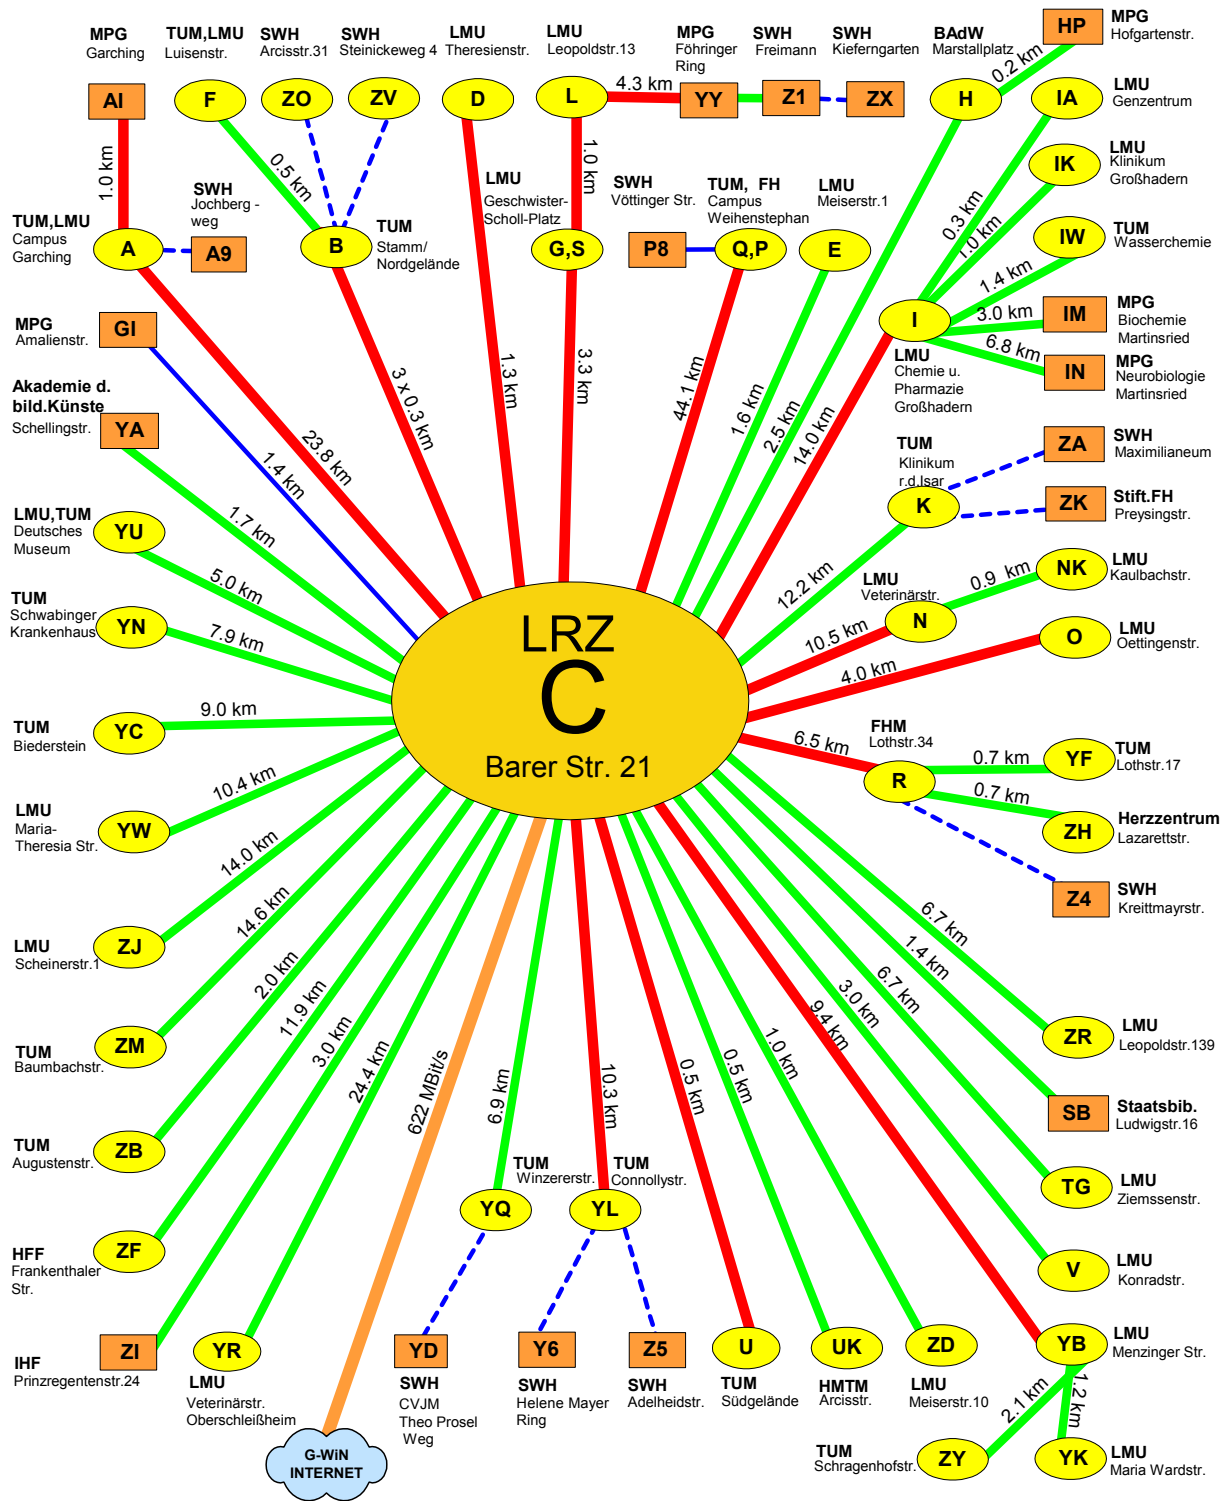 MPG
Garching
AI
1.0 km
TUM,LMU
Luisenstr.
F
0.5 km
SWH
Arcisstr.31
ZO
SWH
Steinickeweg 4
ZV
LMU
Theresienstr.
D
1.3 km
LMU
Leopoldstr.13
L
4.3 km
1.0 km
MPG
Föhringer
Ring
YY
SWH
Freimann
Z1
SWH
Kieferngarten
ZX
BAdW
Marstallplatz
H
0.2 km
HP
MPG
Hofgartenstr.
IA
LMU
Genzentrum
0.3 km
IK
LMU
Klinikum
Großhadern
1.0 km
IW
TUM
Wasserchemie
1.4 km
IM
MPG
Biochemie
Martinsried
3.0 km
IN
MPG
Neurobiologie
Martinsried
6.8 km
I
LMU
Chemie u.
Pharmazie
Großhadern
14.0 km
TUM,LMU
Campus
Garching
A
23.8 km
SWH
Jochberg -
weg
A9
B
TUM
Stamm/
Nordgelände
3 x 0.3 km
LMU
Geschwister-
Scholl-Platz
G,S
3.3 km
SWH
Vöttinger Str.
P8
TUM, FH
Campus
Weihenstephan
Q,P
44.1 km
LMU
Meiserstr.1
E
1.6 km
2.5 km
MPG
Amalienstr.
GI
1.4 km
Akademie d.
bild.Künste
Schellingstr.
YA
1.7 km
LMU,TUM
Deutsches
Museum
YU
5.0 km
TUM
Schwabinger
Krankenhaus
YN
7.9 km
TUM
Biederstein
YC
9.0 km
LMU
Maria-
Theresia Str.
YW
10.4 km
LMU
Scheinerstr.1
ZJ
14.0 km
TUM
Baumbachstr.
ZM
14.6 km
TUM
Augustenstr.
ZB
2.0 km
HFF
Frankenthaler
Str.
ZF
11.9 km
IHF
Prinzregentenstr.24
ZI
3.0 km
YR
LMU
Veterinärstr.
Oberschleißheim
24.4 km
LRZ
C
Barer Str. 21
TUM
Klinikum
r.d.Isar
K
12.2 km
ZA
SWH
Maximilianeum
ZK
Stift.FH
Preysingstr.
LMU
Veterinärstr.
N
10.5 km
0.9 km
NK
LMU
Kaulbachstr.
O
LMU
Oettingenstr.
4.0 km
FHM
Lothstr.34
R
6.5 km
0.7 km
YF
TUM
Lothstr.17
0.7 km
ZH
Herzzentrum
Lazarettstr.
Z4
SWH
Kreittmayrstr.
6.7 km
ZR
LMU
Leopoldstr.139
1.4 km
SB
Staatsbib.
Ludwigstr.16
6.7 km
TG
LMU
Ziemssenstr.
3.0 km
V
LMU
Konradstr.
9.4 km
YB
LMU
Menzinger Str.
2.1 km
1.2 km
TUM
Schragenhofstr.
ZY
YK
LMU
Maria Wardstr.
622 MBit/s
G-WiN
INTERNET
6.9 km
TUM
Winzererstr.
YQ
YD
SWH
CVJM
Theo Prosel
Weg
10.3 km
TUM
Connollystr.
YL
Y6
SWH
Helene Mayer
Ring
Z5
SWH
Adelheidstr.
0.5 km
U
TUM
Südgelände
0.5 km
UK
HMTM
Arcisstr.
1.0 km
ZD
LMU
Meiserstr.10